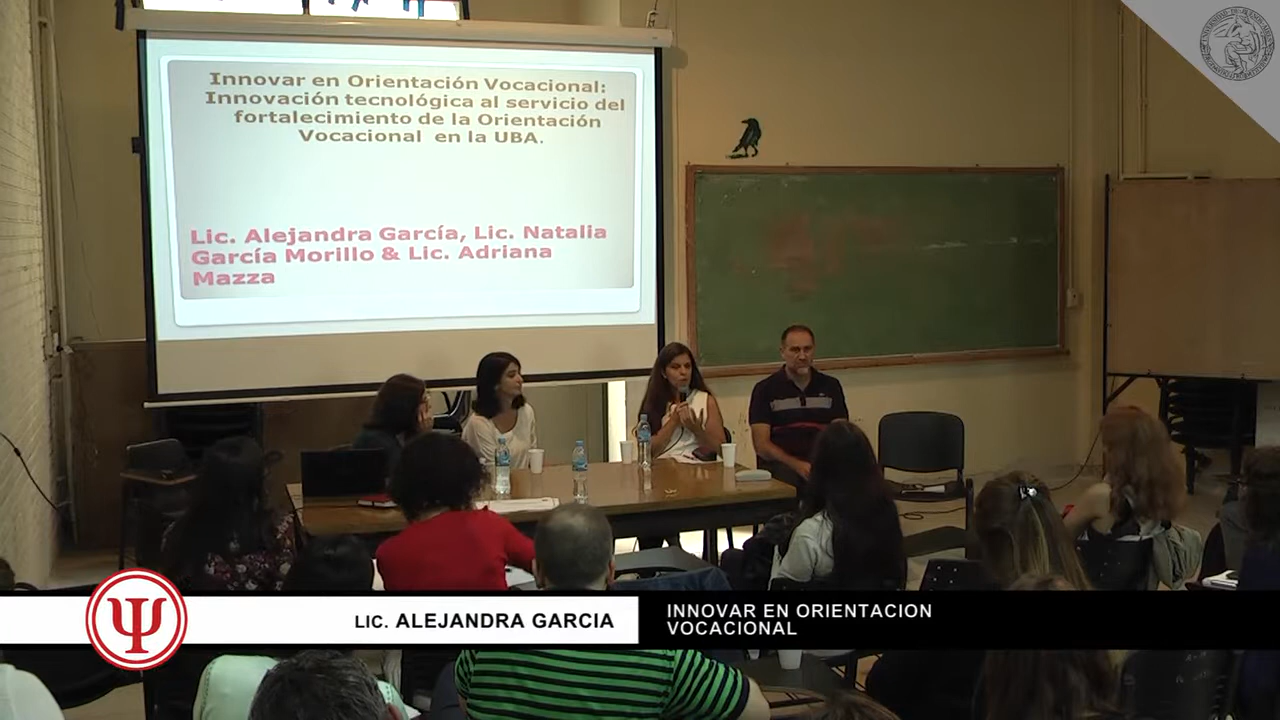 Innovar en Orientación Vocacional:
Innovación tecnológica al servicio del
fortalecimiento de la Orientación
Vocacional en la UBA.
Lic. Alejandra García, Lic. Natalia
García Morillo & Lic. Adriana
Mazza
Ψ
LIC. ALEJANDRA GARCIA
INNOVAR EN ORIENTACION
VOCACIONAL